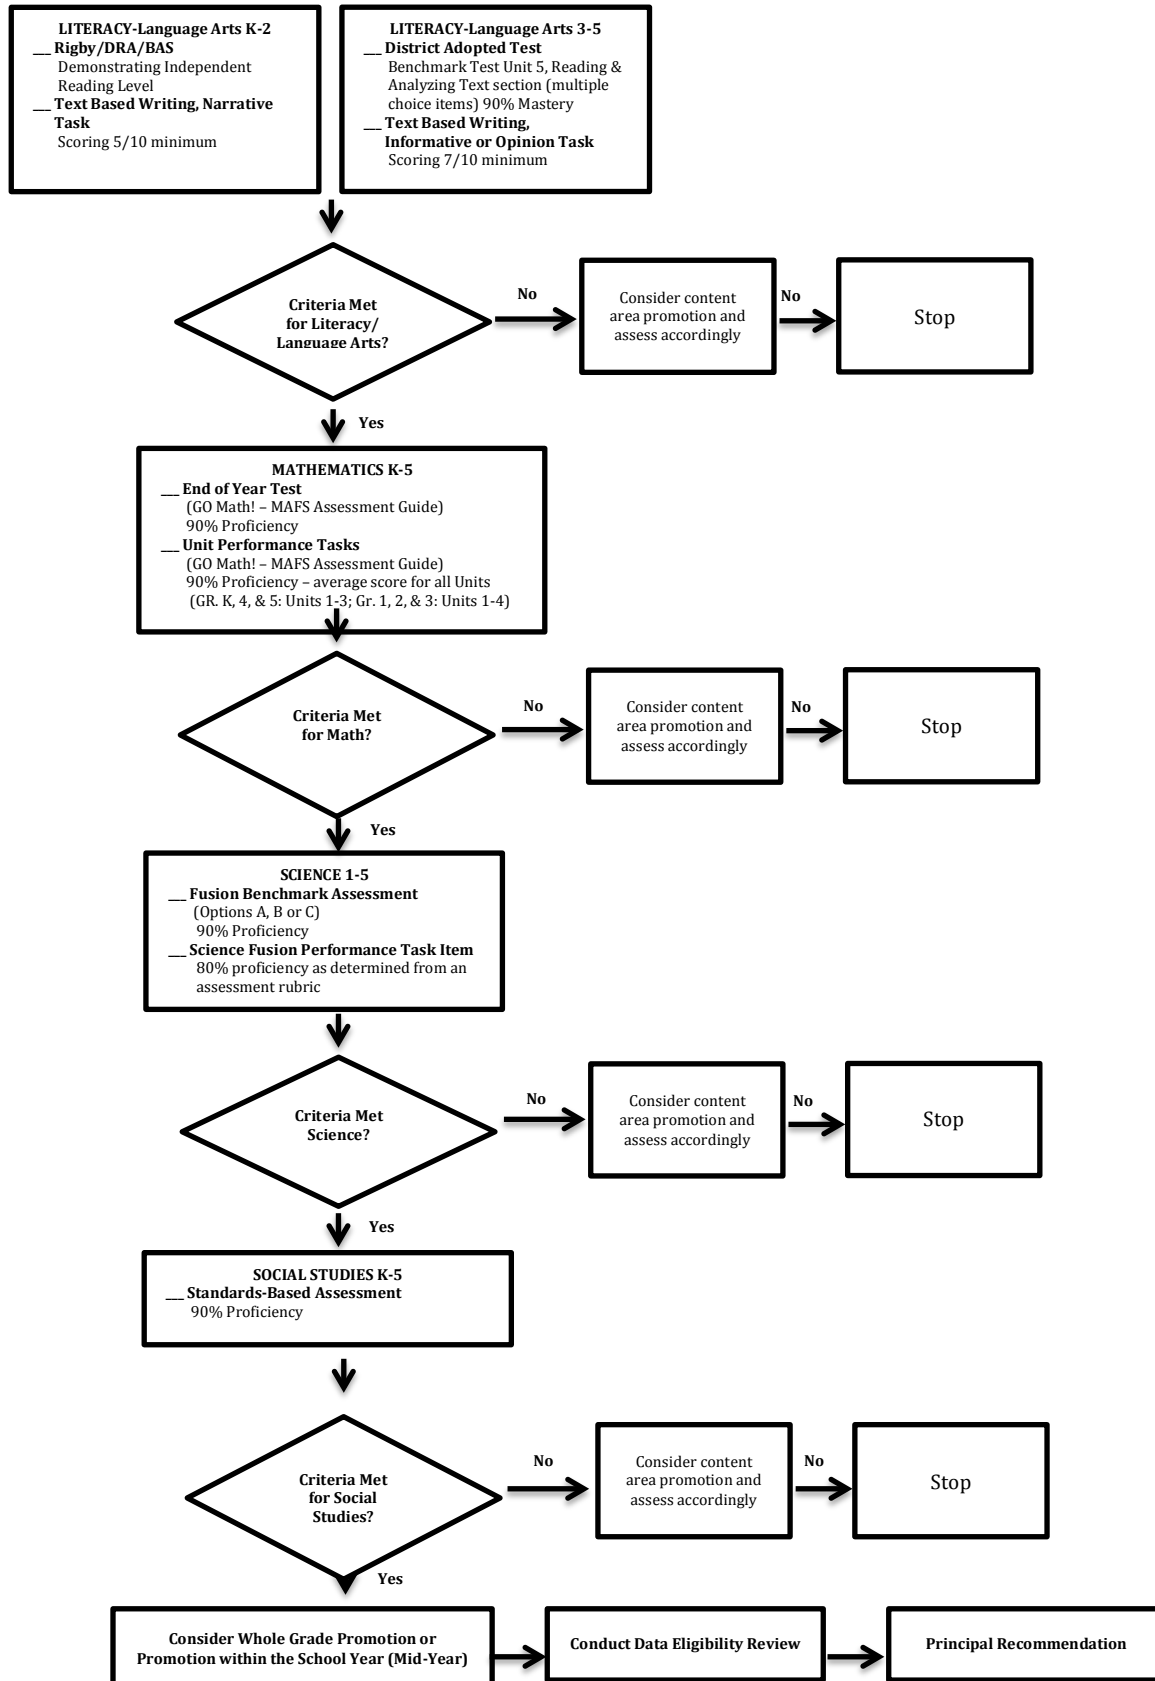 LITERACY-Language Arts K-2
___ Rigby/DRA/BAS
Demonstrating Independent
Reading Level
___ Text Based Writing, Narrative
Task
Scoring 5/10 minimum
LITERACY-Language Arts 3-5
___ District Adopted Test
Benchmark Test Unit 5, Reading &
Analyzing Text section (multiple
choice items) 90% Mastery
___ Text Based Writing,
Informative or Opinion Task
Scoring 7/10 minimum
Criteria Met
for Literacy/
Language Arts?
No
Consider content
area promotion and
assess accordingly
No
Stop
Yes
MATHEMATICS K-5
___ End of Year Test
(GO Math! – MAFS Assessment Guide)
90% Proficiency
___ Unit Performance Tasks
(GO Math! – MAFS Assessment Guide)
90% Proficiency – average score for all Units
(GR. K, 4, & 5: Units 1-3; Gr. 1, 2, & 3: Units 1-4)
Criteria Met
for Math?
No
Consider content
area promotion and
assess accordingly
No
Stop
Yes
SCIENCE 1-5
___ Fusion Benchmark Assessment
(Options A, B or C)
90% Proficiency
___ Science Fusion Performance Task Item
80% proficiency as determined from an
assessment rubric
Criteria Met
Science?
No
Consider content
area promotion and
assess accordingly
No
Stop
Yes
SOCIAL STUDIES K-5
___ Standards-Based Assessment
90% Proficiency
Criteria Met
for Social
Studies?
No
Consider content
area promotion and
assess accordingly
No
Stop
Yes
Consider Whole Grade Promotion or
Promotion within the School Year (Mid-Year)
Conduct Data Eligibility Review
Principal Recommendation